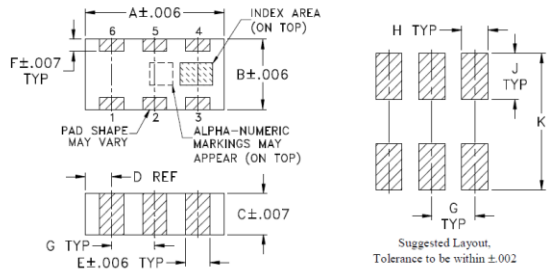 A±.006
INDEX AREA
(ON TOP)
6 5 4
F±.007
TYP
B±.006
1 2 3
PAD SHAPE
MAY VARY
ALPHA-NUMERIC
MARKINGS MAY
APPEAR (ON TOP)
D REF
C±.007
G TYP
E±.006 TYP
H TYP
J
TYP
K
G
TYP
Suggested Layout,
Tolerance to be within ±.002